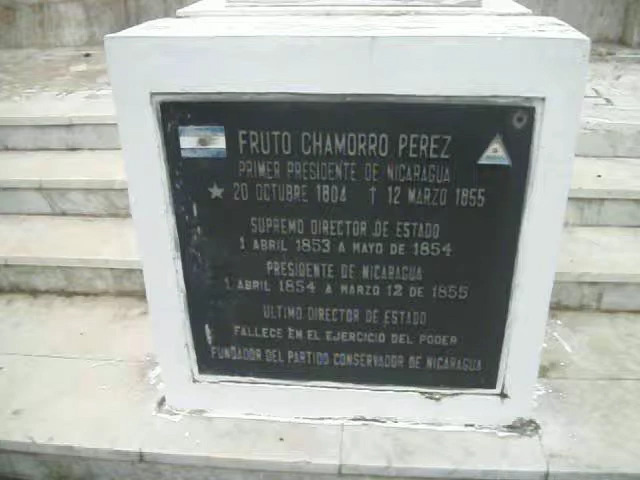 FRUTO CHAMORRO PEREZ
PRIMER PRESIDENTE DE NICARAGUA
★ 20 OCTUBRE 1804 † 12 MARZO 1855
SUPREMO DIRECTOR DE ESTADO
1 ABRIL 1853 A MAYO DE 1854
PRESIDENTE DE NICARAGUA
1 ABRIL 1854 A MARZO 12 DE 1855
ULTIMO DIRECTOR DE ESTADO
FALLECE EN EL EJERCICIO DEL PODER
FUNDADOR DEL PARTIDO CONSERVADOR DE NICARAGUA